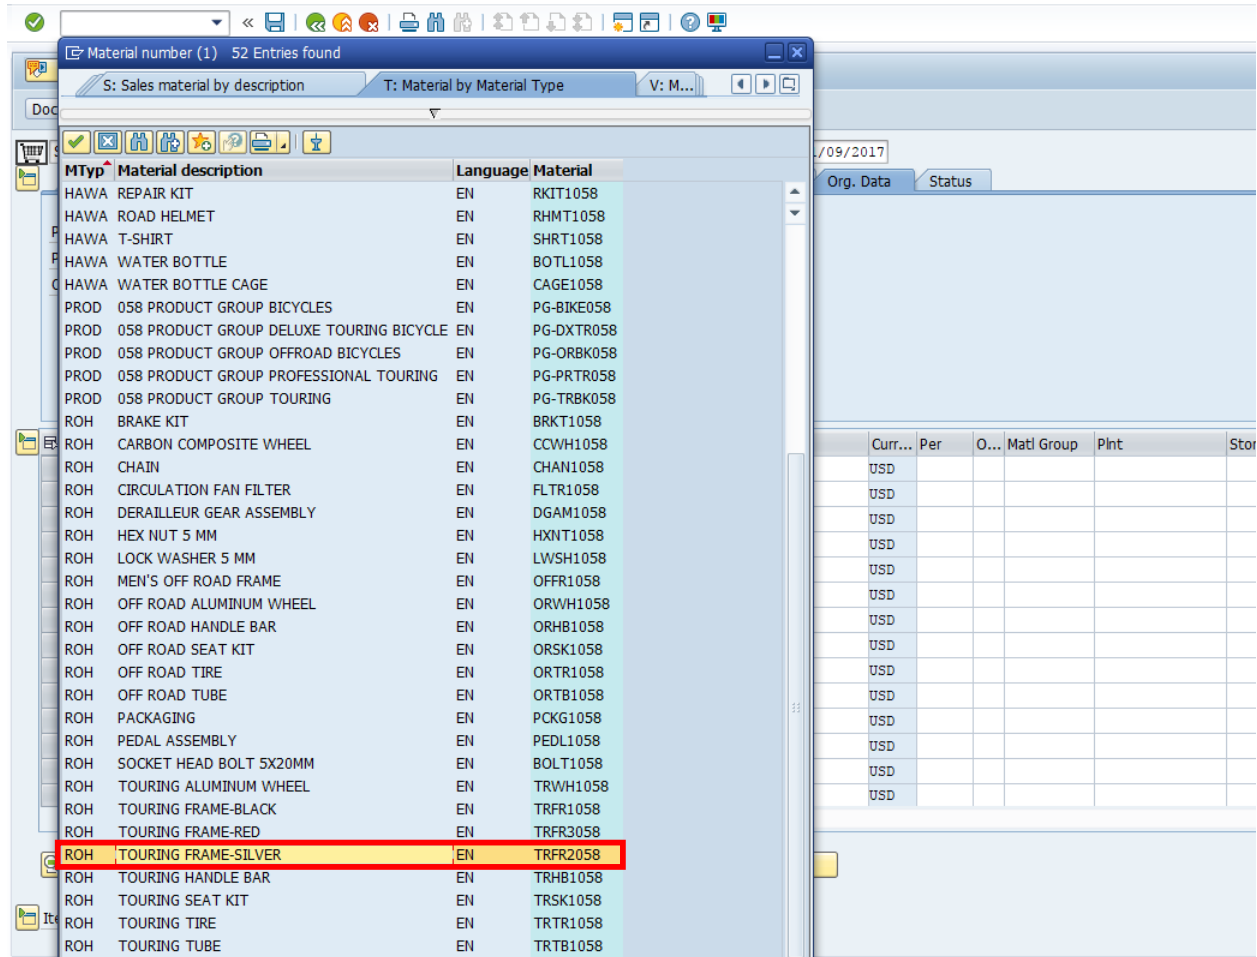 Material number (1) 52 Entries found
S: Sales material by description T: Material by Material Type V: M...
Doc
/09/2017
MTyp Material description Language Material
Org. Data Status
HAWA REPAIR KIT EN RKIT1058
HAWA ROAD HELMET EN RHMT1058
HAWA T-SHIRT EN SHRT1058
HAWA WATER BOTTLE EN BOTL1058
HAWA WATER BOTTLE CAGE EN CAGE1058
PROD 058 PRODUCT GROUP BICYCLES EN PG-BIKE058
PROD 058 PRODUCT GROUP DELUXE TOURING BICYCLE EN PG-DXTR058
PROD 058 PRODUCT GROUP OFFROAD BICYCLES EN PG-ORBK058
PROD 058 PRODUCT GROUP PROFESSIONAL TOURING EN PG-PRTR058
PROD 058 PRODUCT GROUP TOURING EN PG-TRBK058
ROH BRAKE KIT EN BRKT1058
ROH CARBON COMPOSITE WHEEL EN CCWH1058
Curr... Per O... Matl Group Plnt Stor
ROH CHAIN EN CHAN1058
USD
ROH CIRCULATION FAN FILTER EN FLTR1058
USD
ROH DERAILLEUR GEAR ASSEMBLY EN DGAM1058
USD
ROH HEX NUT 5 MM EN HXNT1058
USD
ROH LOCK WASHER 5 MM EN LWSH1058
USD
ROH MEN'S OFF ROAD FRAME EN OFFR1058
USD
ROH OFF ROAD ALUMINUM WHEEL EN ORWH1058
USD
ROH OFF ROAD HANDLE BAR EN ORHB1058
USD
ROH OFF ROAD SEAT KIT EN ORSK1058
USD
ROH OFF ROAD TIRE EN ORTR1058
USD
ROH OFF ROAD TUBE EN ORTB1058
USD
ROH PACKAGING EN PCKG1058
USD
ROH PEDAL ASSEMBLY EN PEDL1058
USD
ROH SOCKET HEAD BOLT 5X20MM EN BOLT1058
USD
ROH TOURING ALUMINUM WHEEL EN TRWH1058
ROH TOURING FRAME-BLACK EN TRFR1058
ROH TOURING FRAME-RED EN TRFR3058
ROH TOURING FRAME-SILVER EN TRFR2058
ROH TOURING HANDLE BAR EN TRHB1058
ROH TOURING SEAT KIT EN TRSK1058
Ite
ROH TOURING TIRE EN TRTR1058
ROH TOURING TUBE EN TRTB1058